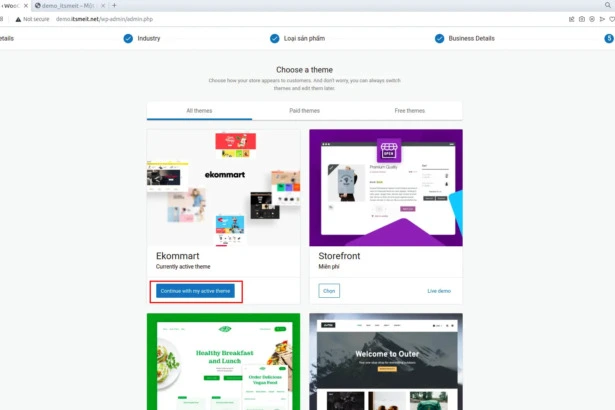 Wooc
demo_itsmeit – Một
Not secure
demo.itsmeit.net/wp-admin/admin.php
etails
Industry
Loại sản phẩm
Business Details
5
Choose a theme
Choose how your store appears to customers. And don't worry, you can always switch
themes and edit them later.
All themes
Paid themes
Free themes
ekommart
OPEN
Premium Quality
Ekommart
Currently active theme
Continue with my active theme
Storefront
Miễn phí
Chọn
Live demo
Healthy Breakfast
and Lunch
Order Delicious
Vegan Food
Welcome to Outer